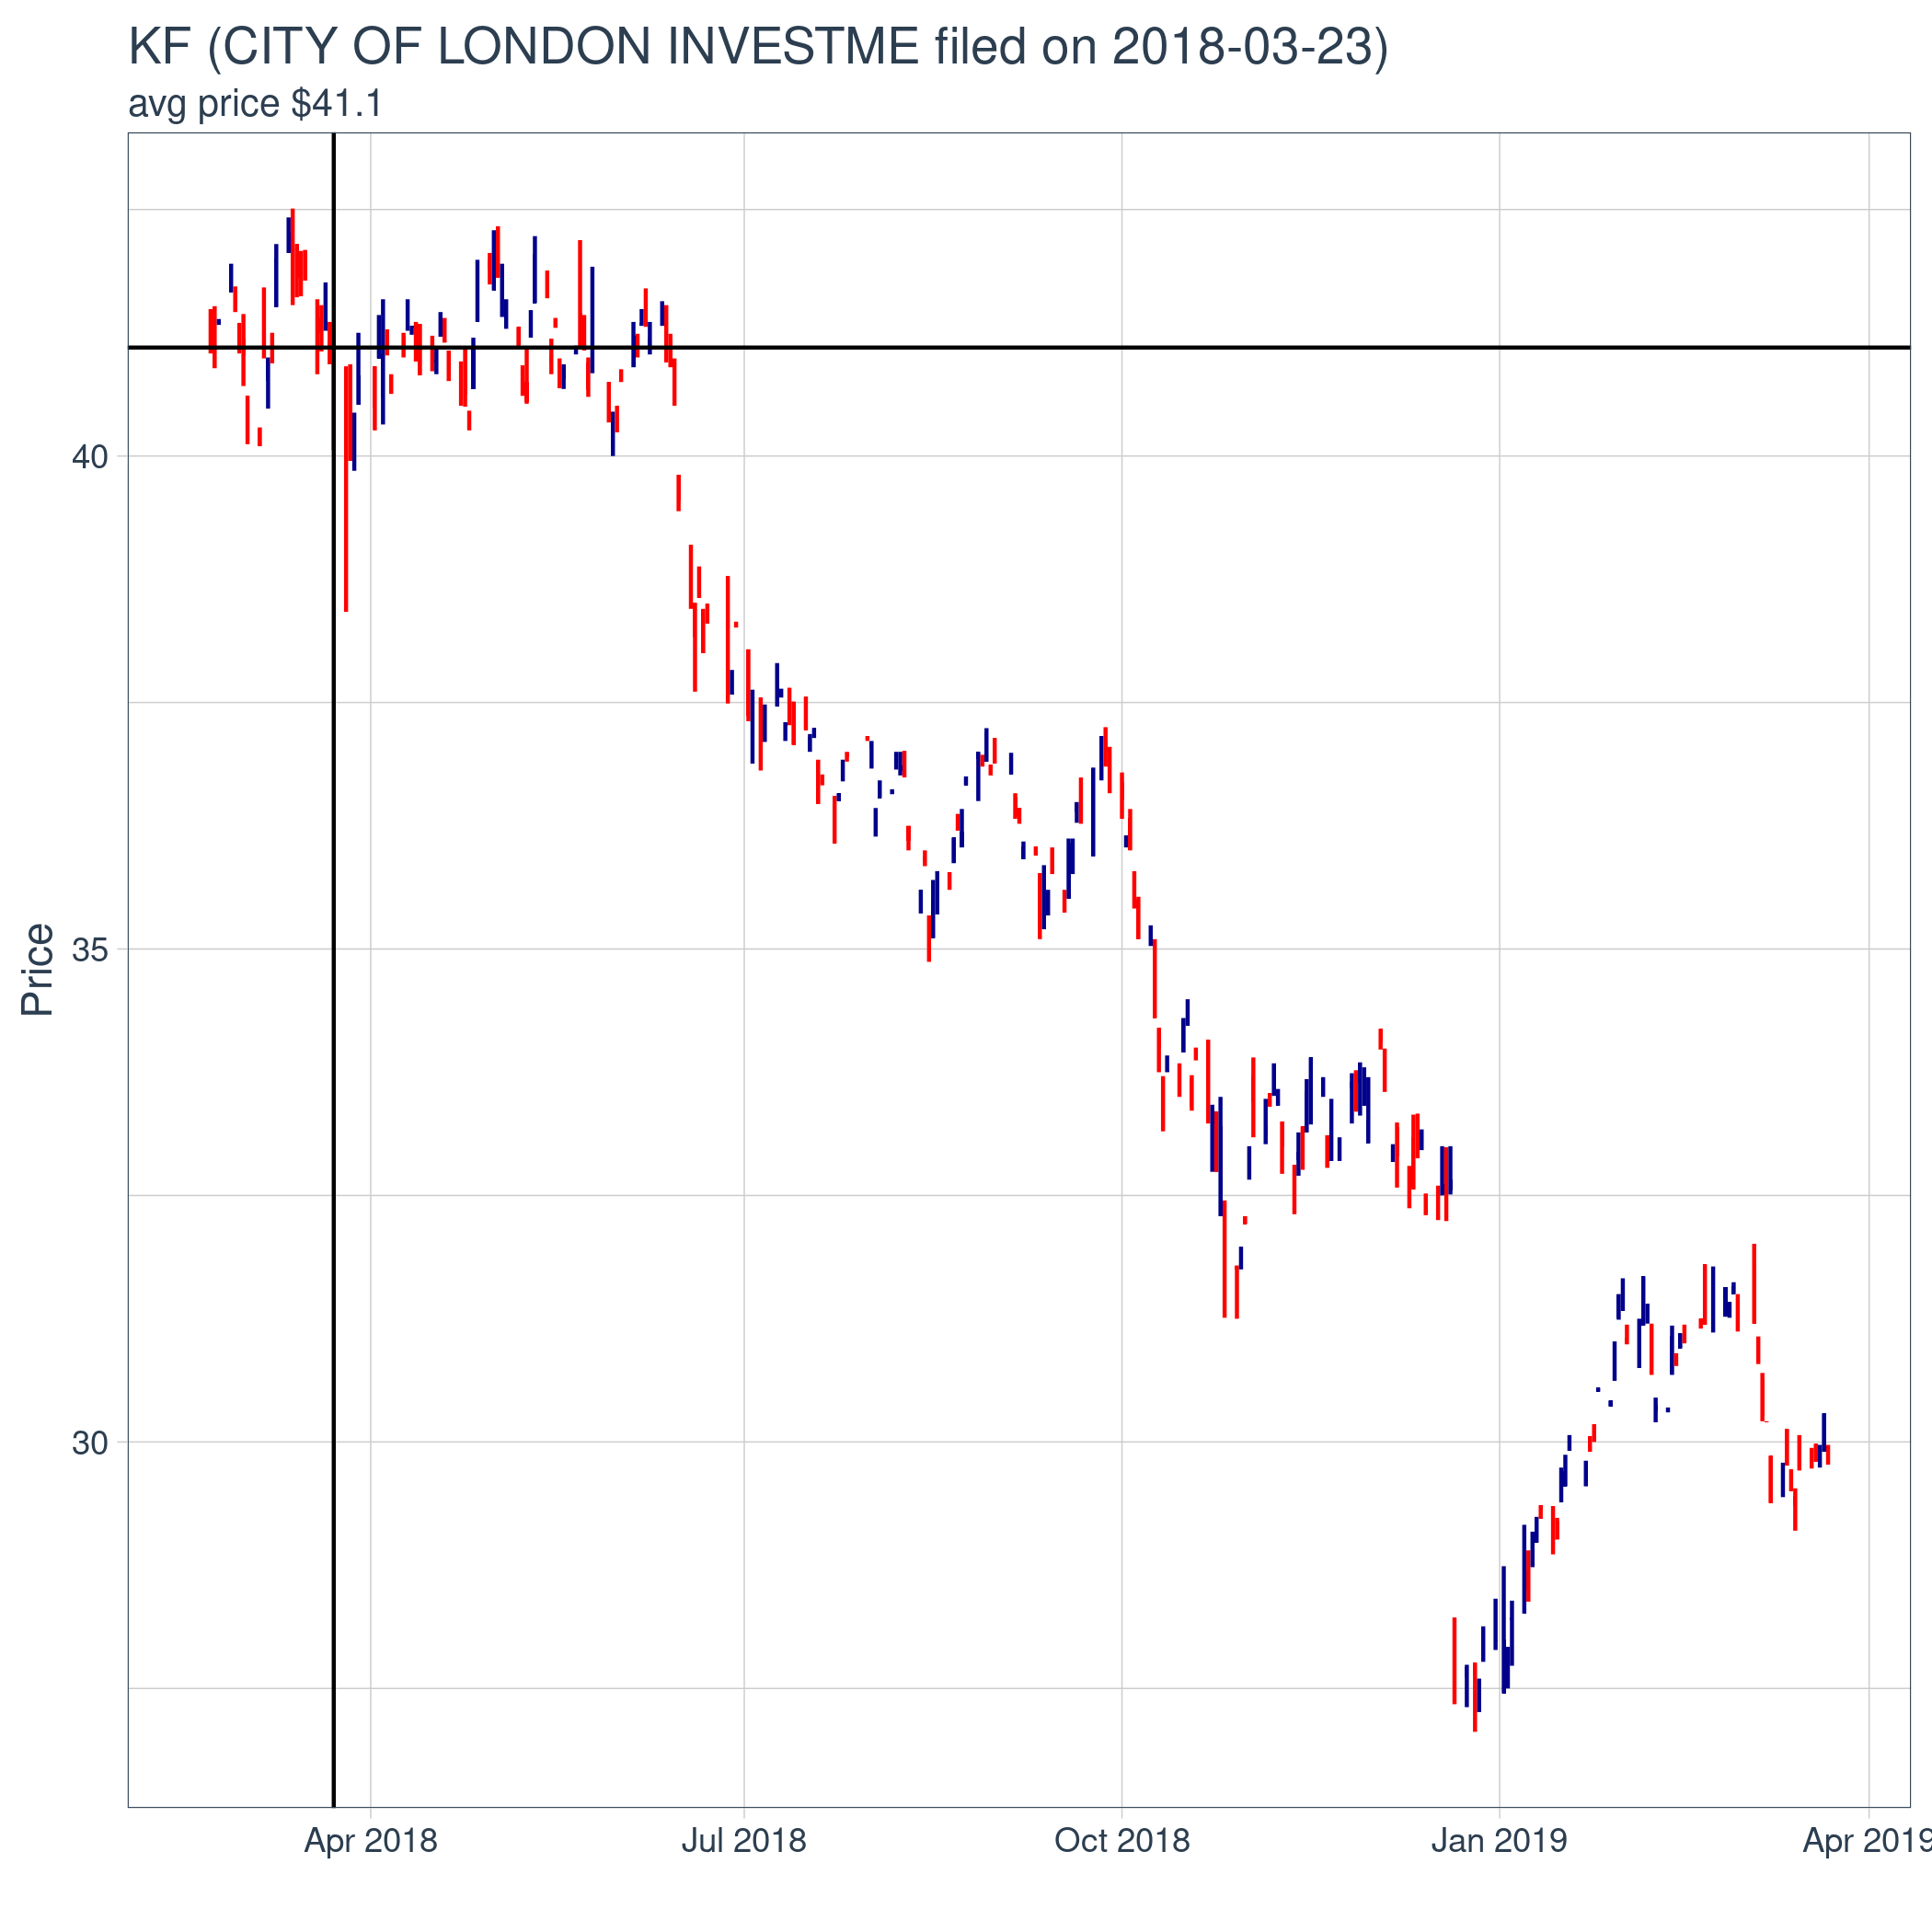 KF (CITY OF LONDON INVESTME filed on 2018-03-23)
avg price $41.1
40
35
30
Price
Apr 2018
Jul 2018
Oct 2018
Jan 2019
Apr 2019